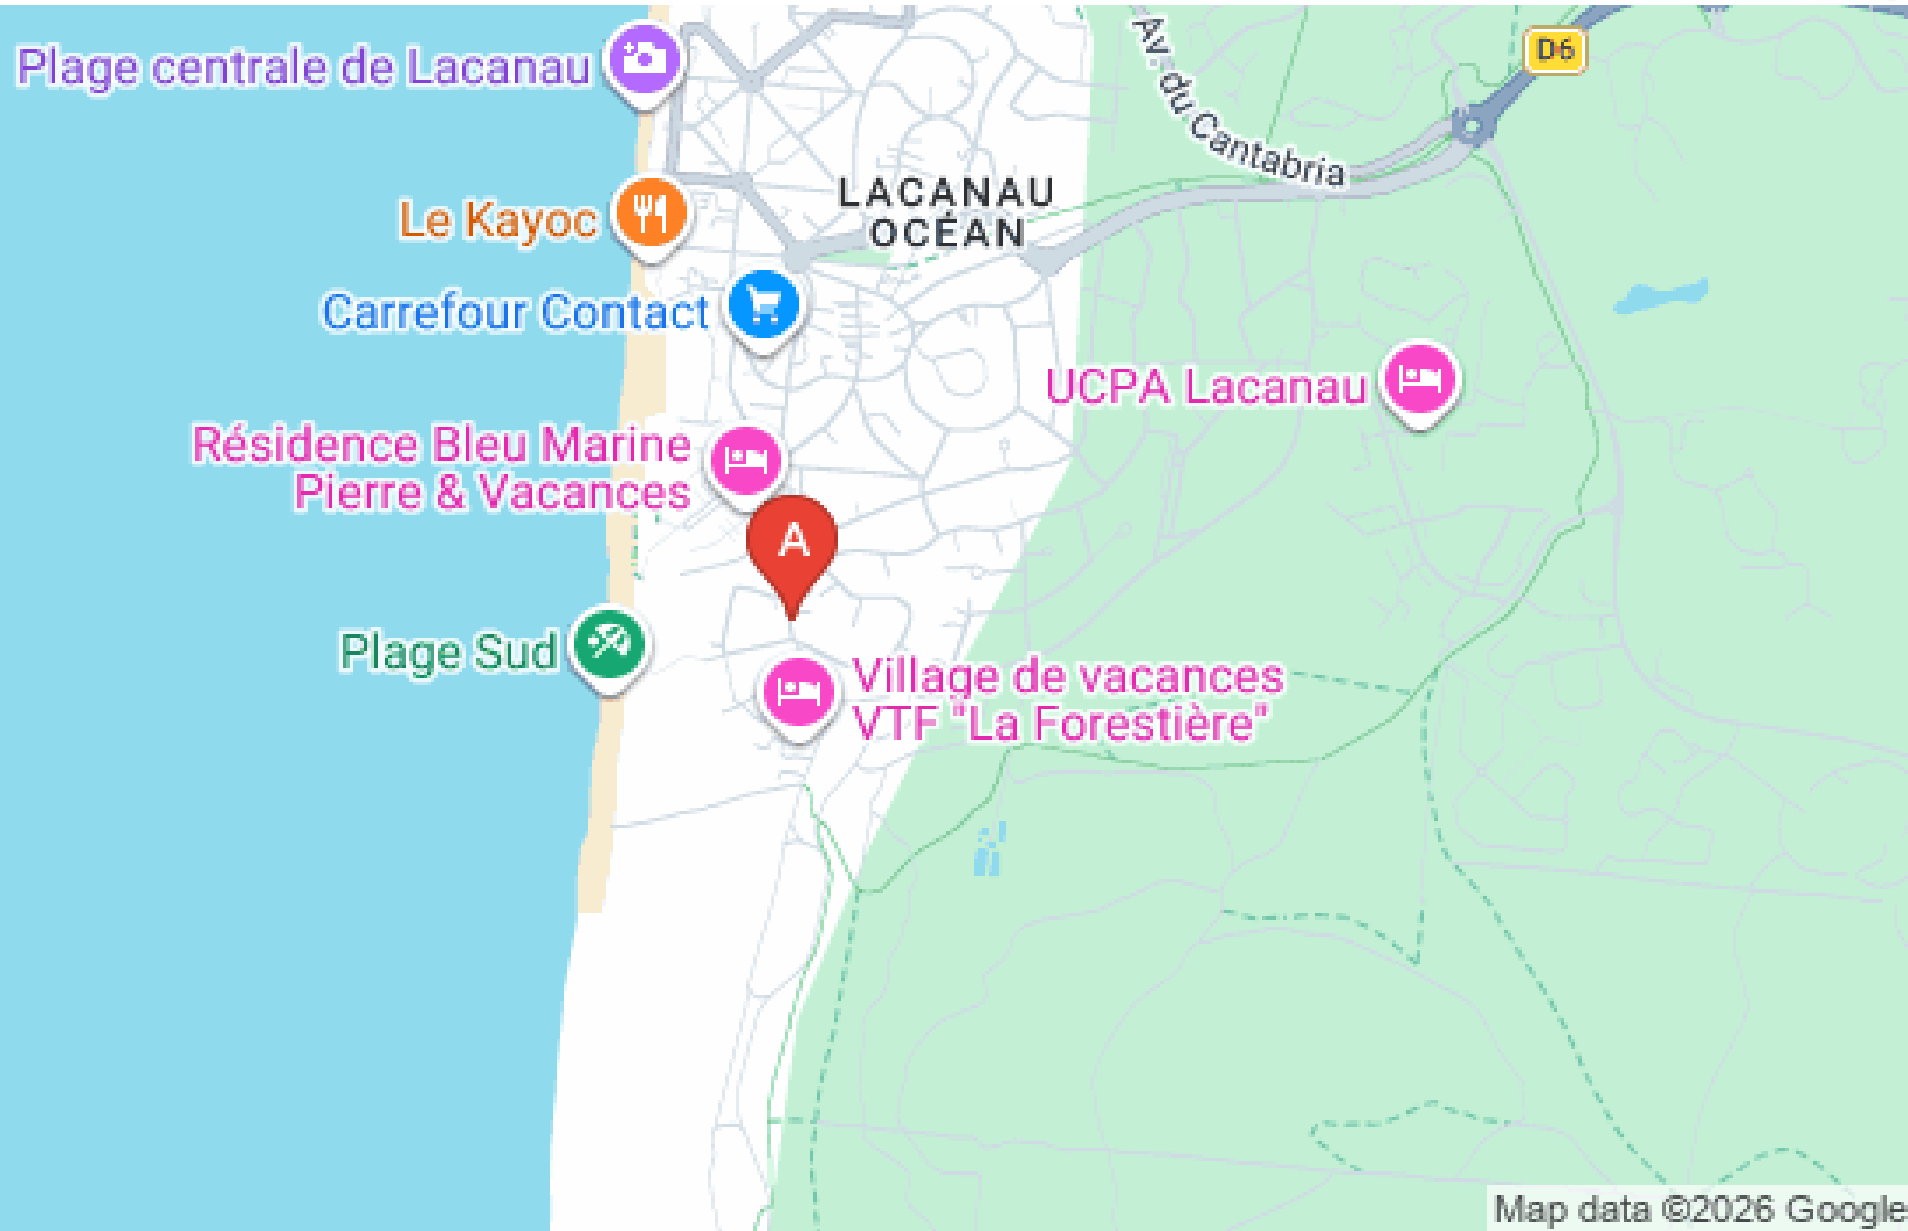 Plage centrale de Lacanau
Av. du Cantabria
D6
LACANAU
OCÉAN
Le Kayoc
Carrefour Contact
UCPA Lacanau
Résidence Bleu Marine
Pierre & Vacances
A
Plage Sud
Village de vacances
VTF "La Forestière"
Map data ©2026 Google